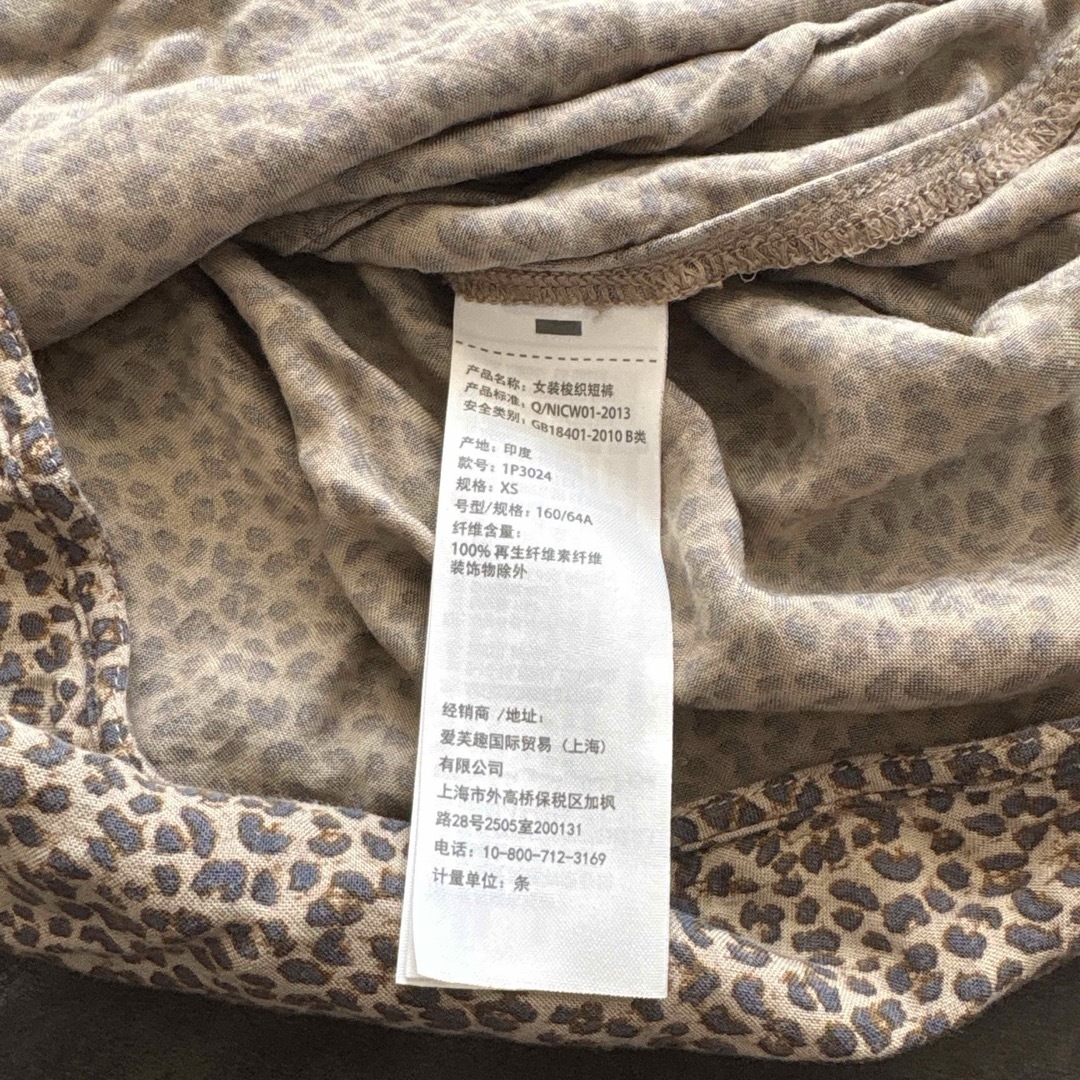 产品名称：女装梭织短裤
产品标准：Q/NICW01-2013
安全类别：GB18401-2010 B类
产地：印度
款号：1P3024
规格：XS
号型/规格：160/64A
纤维含量：
100%再生纤维素纤维
装饰物除外
经销商 /地址：
爱芙趣国际贸易（上海）
有限公司
上海市外高桥保税区加枫
路28号2505室200131
电话：10-800-712-3169
计量单位：条